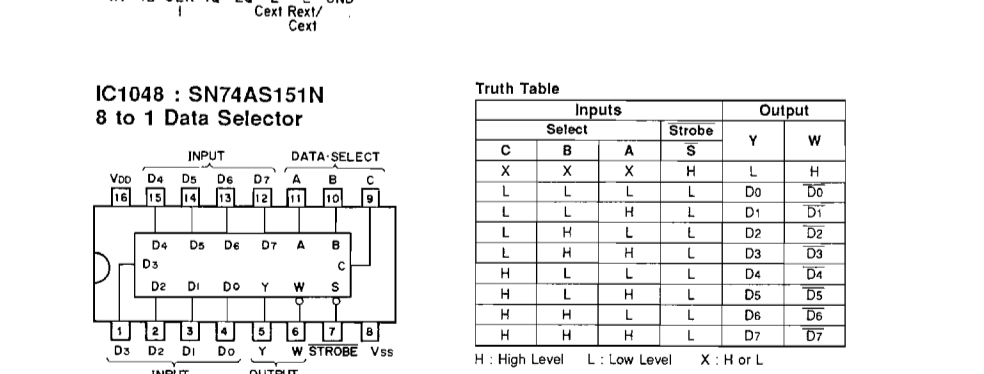 Cext Rext/
Cext
IC1048 : SN74AS151N
8 to 1 Data Selector
INPUT DATA·SELECT
VDD D4 D5 D6 D7 A B C
16 15 14 13 12 11 10 9
D4 D5 D6 D7 A B
D3 C
D2 D1 D0 Y W S
1 2 3 4 5 6 7 8
D3 D2 D1 D0 Y W STROBE VSS
INPUT OUTPUT
Truth Table
Inputs Output
Select Strobe Y W
C B A S
X X X H L H
L L L L D0 D0
L L H L D1 D1
L H L L D2 D2
L H H L D3 D3
H L L L D4 D4
H L H L D5 D5
H H L L D6 D6
H H H L D7 D7
H : High Level L : Low Level X : H or L